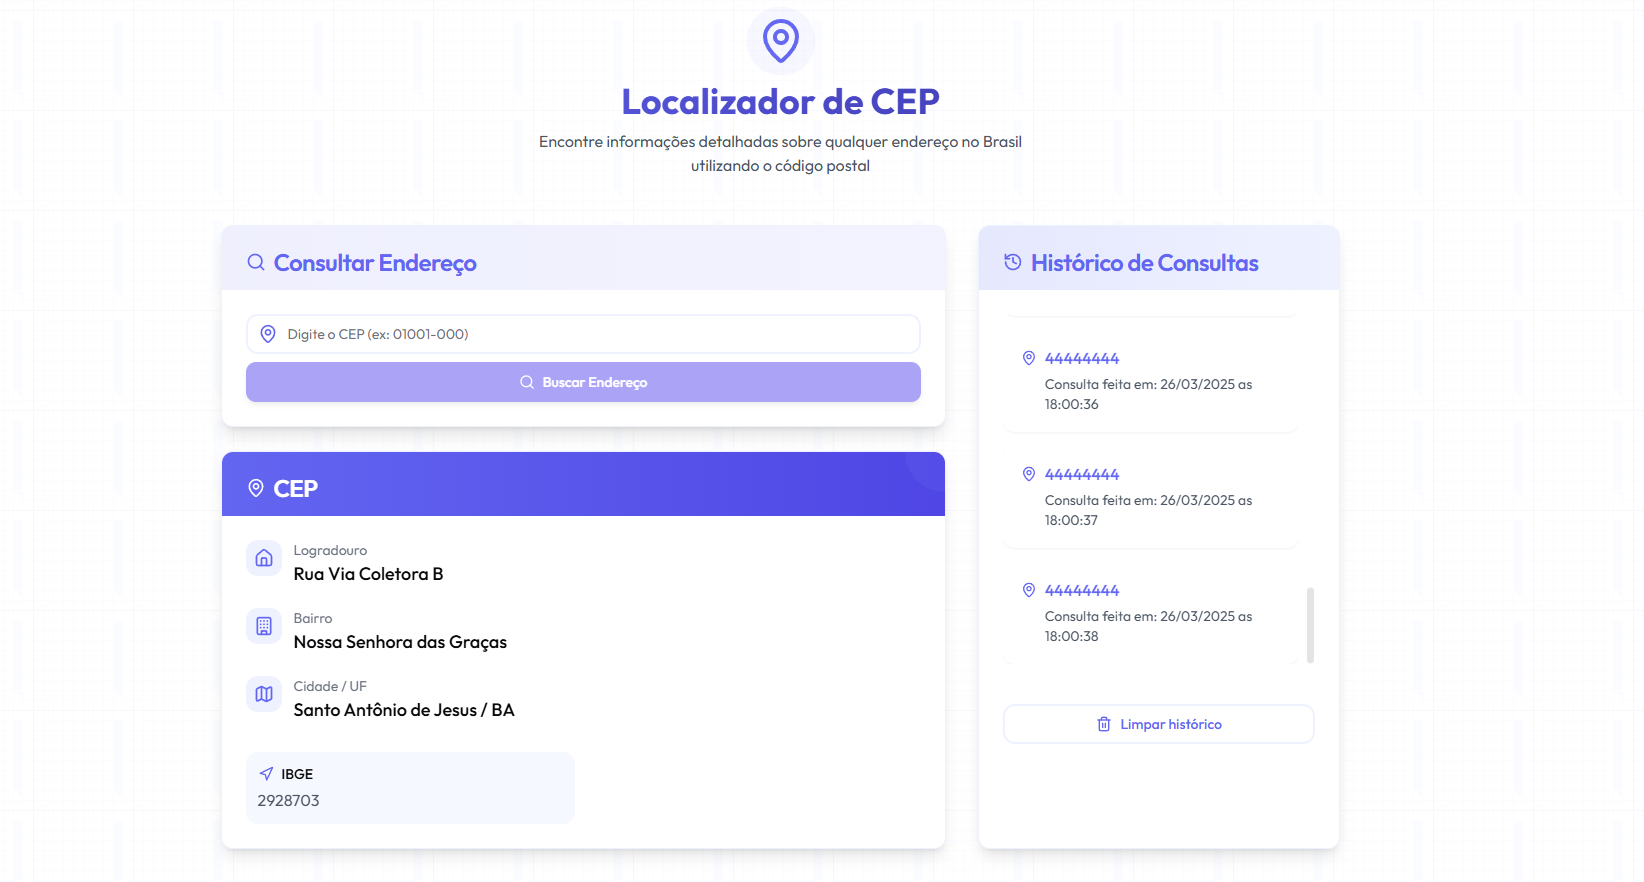 Localizador de CEP
Encontre informações detalhadas sobre qualquer endereço no Brasil
utilizando o código postal
Consultar Endereço
Digite o CEP (ex: 01001-000)
Buscar Endereço
CEP
Logradouro
Rua Via Coletora B
Bairro
Nossa Senhora das Graças
Cidade / UF
Santo Antônio de Jesus / BA
IBGE
2928703
Histórico de Consultas
44444444
Consulta feita em: 26/03/2025 as
18:00:36
44444444
Consulta feita em: 26/03/2025 as
18:00:37
44444444
Consulta feita em: 26/03/2025 as
18:00:38
Limpar histórico